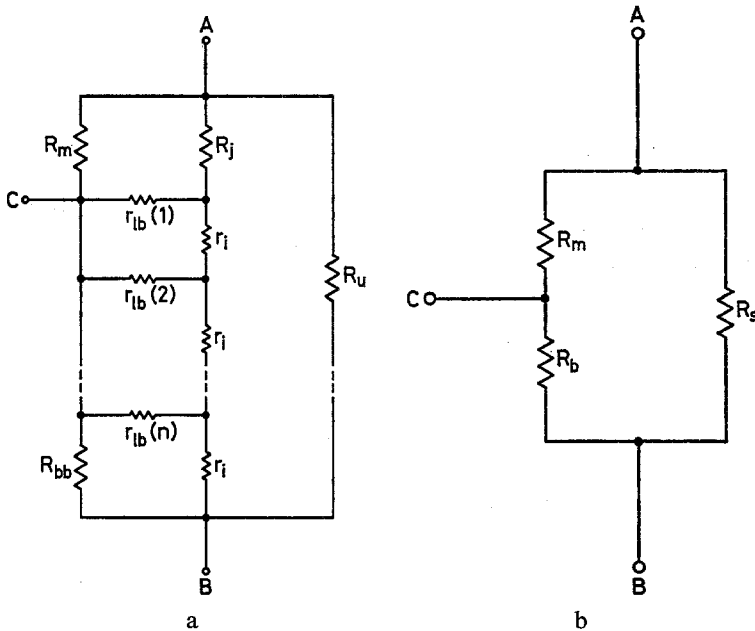 A
R_m
R_j
C
r_lb(1)
r_i
r_lb(2)
R_u
r_i
r_lb(n)
R_bb
r_i
B
a
A
R_m
C
R_s
R_b
B
b